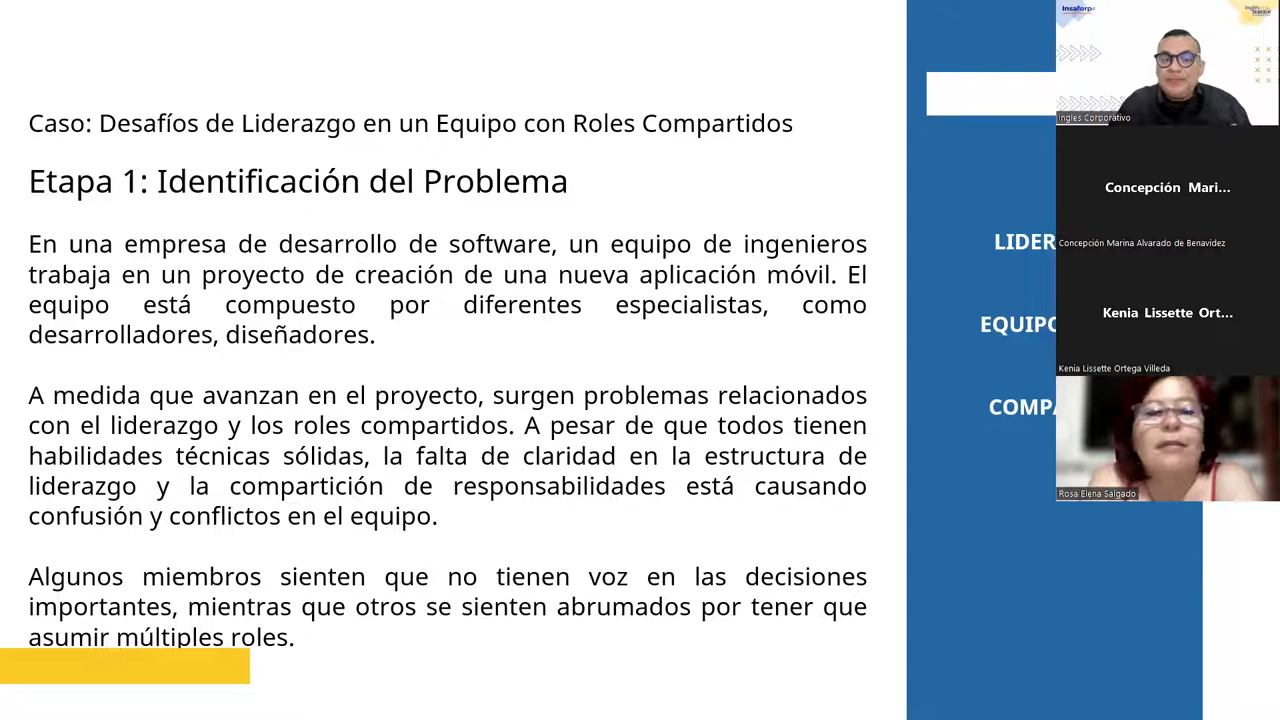 Caso: Desafíos de Liderazgo en un Equipo con Roles Compartidos
Etapa 1: Identificación del Problema
En una empresa de desarrollo de software, un equipo de ingenieros
trabaja en un proyecto de creación de una nueva aplicación móvil. El
equipo está compuesto por diferentes especialistas, como
desarrolladores, diseñadores.
A medida que avanzan en el proyecto, surgen problemas relacionados
con el liderazgo y los roles compartidos. A pesar de que todos tienen
habilidades técnicas sólidas, la falta de claridad en la estructura de
liderazgo y la compartición de responsabilidades está causando
confusión y conflictos en el equipo.
Algunos miembros sienten que no tienen voz en las decisiones
importantes, mientras que otros se sienten abrumados por tener que
asumir múltiples roles.
LIDER
EQUIPO
COMPA
Insaforp
Ingles Corporativo
Concepción Mari...
Concepción Marina Alvarado de Benavidez
Kenia Lissette Ort...
Kenia Lissette Ortega Villeda
Rosa Elena Salgado